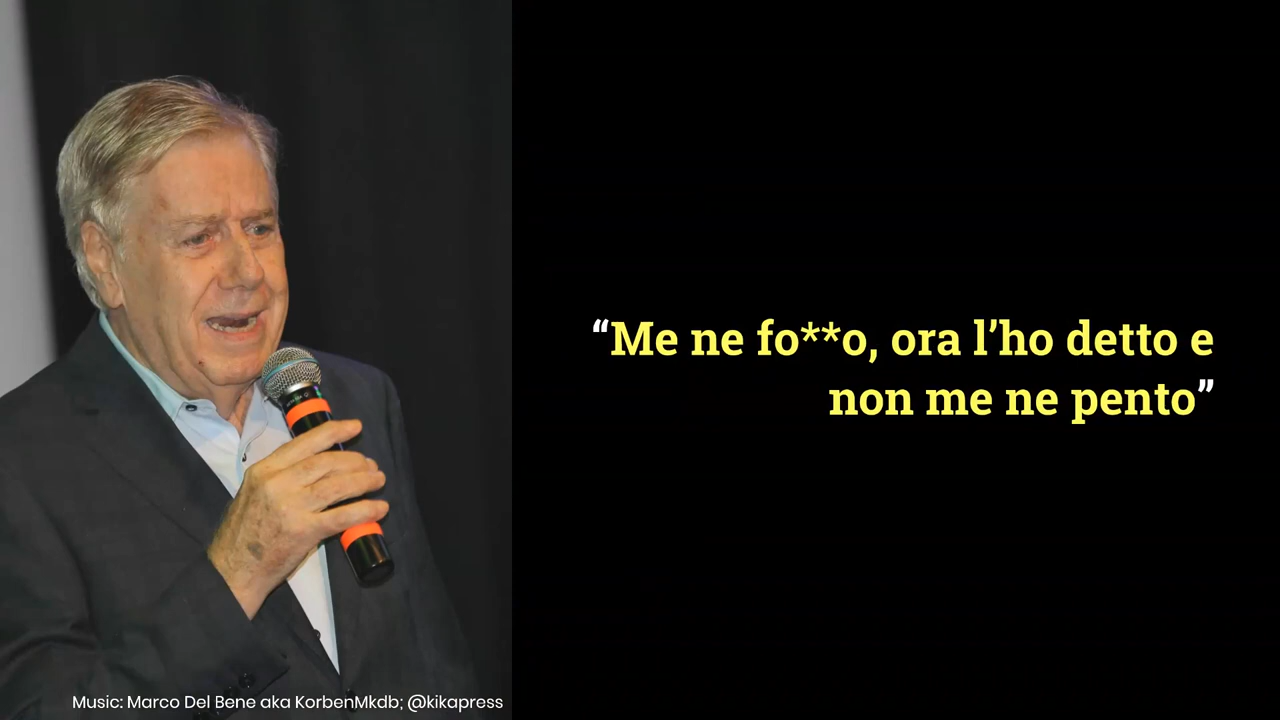 “Me ne fo**o, ora l’ho detto e
non me ne pento”
Music: Marco Del Bene aka KorbenMkdb; @kikapress